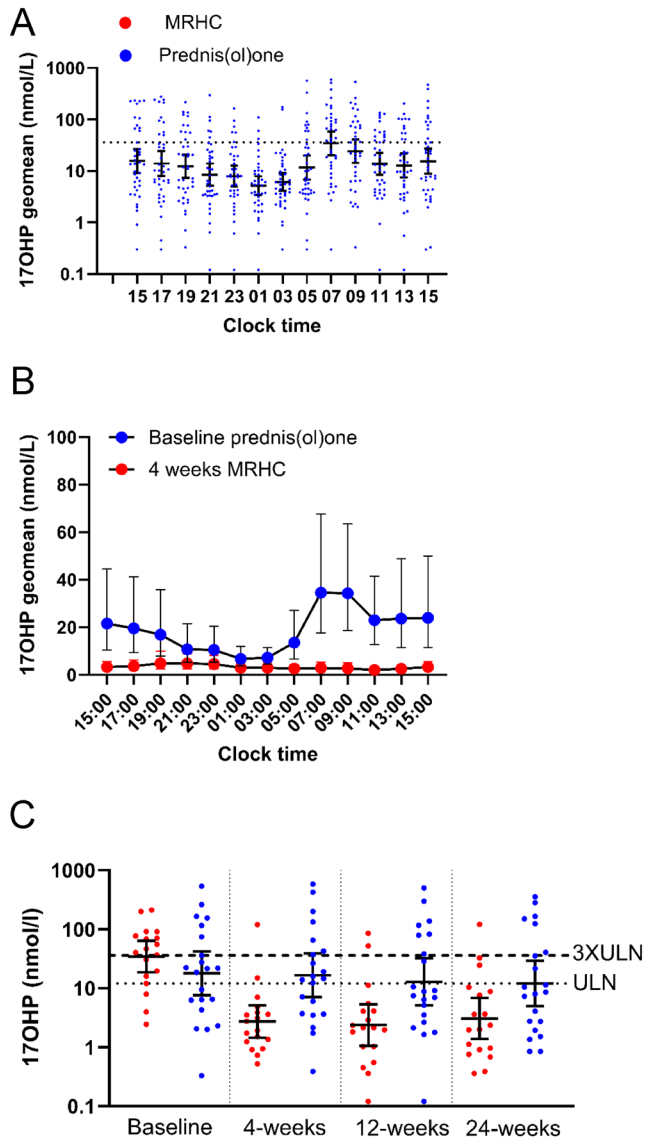 A
MRHC
Prednis(ol)one
17OHP geomean (nmol/L)
1000
100
10
1
0.1
15 17 19 21 23 01 03 05 07 09 11 13 15
Clock time
B
17OHP geomean (nmol/L)
100
80
60
40
20
0
Baseline prednis(ol)one
4 weeks MRHC
15:00 17:00 19:00 21:00 23:00 01:00 03:00 05:00 07:00 09:00 11:00 13:00 15:00
Clock time
C
17OHP (nmol/l)
1000
100
10
1
0.1
3XULN
ULN
Baseline 4-weeks 12-weeks 24-weeks